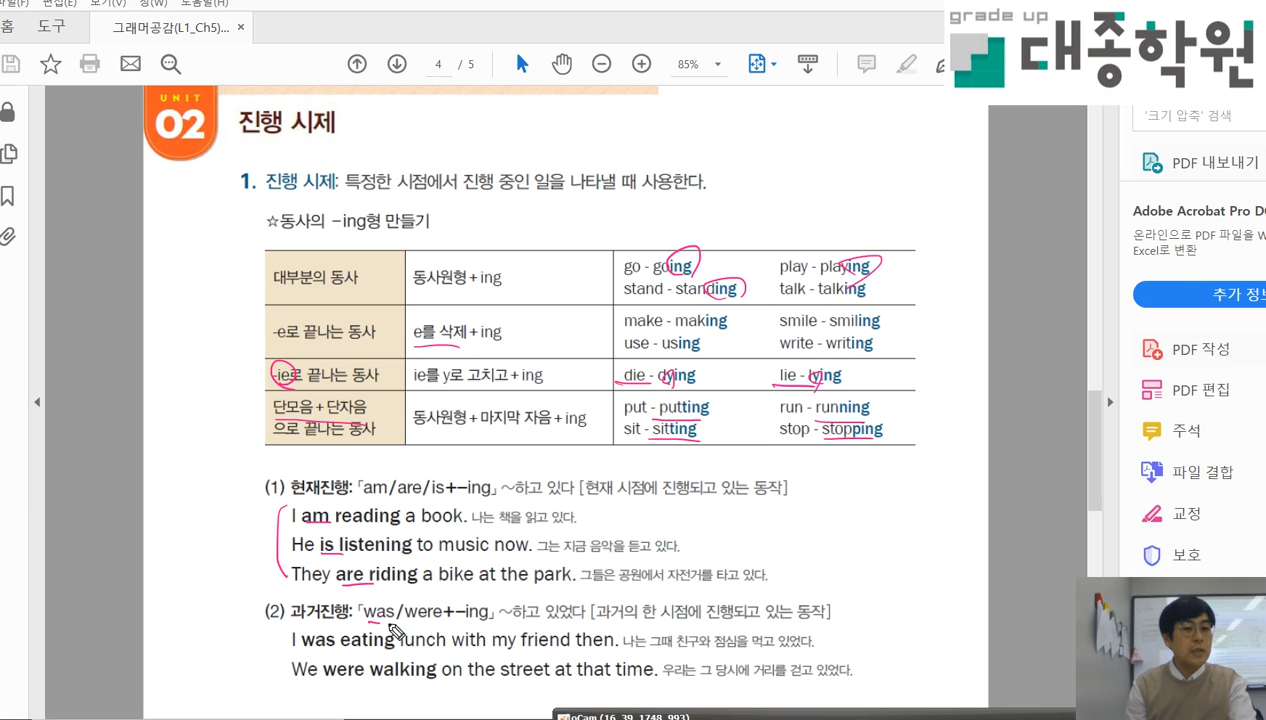 파일(F) 편집(E) 보기(V) 창(W) 도움말(H)
홈 도구 그래머공감(L1_Ch5)... ×
grade up
대종학원
4 / 5 85%
'크기 압축' 검색
PDF 내보내기
Adobe Acrobat Pro D
온라인으로 PDF 파일을 W
Excel로 변환
추가 정보
PDF 작성
PDF 편집
주석
파일 결합
교정
보호
UNIT
02 진행 시제
1. 진행 시제: 특정한 시점에서 진행 중인 일을 나타낼 때 사용한다.
☆동사의 -ing형 만들기
대부분의 동사 동사원형+ing go - going play - playing
stand - standing talk - talking
-e로 끝나는 동사 e를 삭제+ing make - making smile - smiling
use - using write - writing
-ie로 끝나는 동사 ie를 y로 고치고+ing die - dying lie - lying
단모음+단자음
으로 끝나는 동사 동사원형+마지막 자음+ing put - putting run - running
sit - sitting stop - stopping
(1) 현재진행: 「am/are/is+-ing」 ~하고 있다 [현재 시점에 진행되고 있는 동작]
I am reading a book. 나는 책을 읽고 있다.
He is listening to music now. 그는 지금 음악을 듣고 있다.
They are riding a bike at the park. 그들은 공원에서 자전거를 타고 있다.
(2) 과거진행: 「was/were+-ing」 ~하고 있었다 [과거의 한 시점에 진행되고 있는 동작]
I was eating lunch with my friend then. 나는 그때 친구와 점심을 먹고 있었다.
We were walking on the street at that time. 우리는 그 당시에 거리를 걷고 있었다.
oCam (16, 39, 1748, 993)